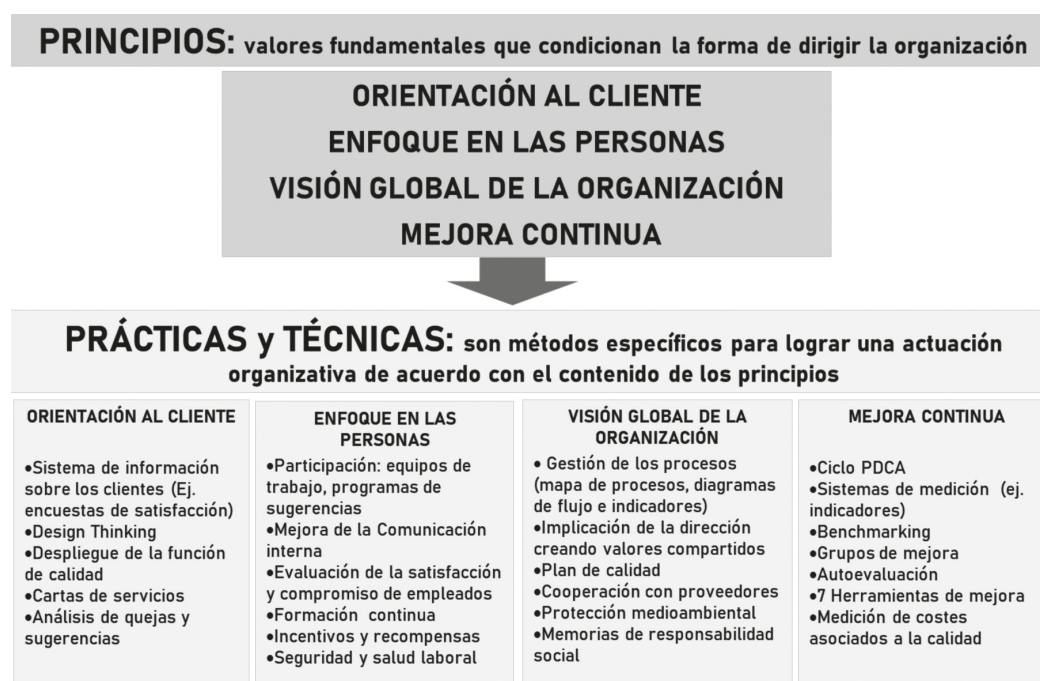 PRINCIPIOS: valores fundamentales que condicionan la forma de dirigir la organización
ORIENTACIÓN AL CLIENTE
ENFOQUE EN LAS PERSONAS
VISIÓN GLOBAL DE LA ORGANIZACIÓN
MEJORA CONTINUA
PRÁCTICAS y TÉCNICAS: son métodos específicos para lograr una actuación
organizativa de acuerdo con el contenido de los principios
ORIENTACIÓN AL CLIENTE
•Sistema de información
sobre los clientes (Ej.
encuestas de satisfacción)
•Design Thinking
•Despliegue de la función
de calidad
•Cartas de servicios
•Análisis de quejas y
sugerencias
ENFOQUE EN LAS
PERSONAS
•Participación: equipos de
trabajo, programas de
sugerencias
•Mejora de la Comunicación
interna
•Evaluación de la satisfacción
y compromiso de empleados
•Formación continua
•Incentivos y recompensas
•Seguridad y salud laboral
VISIÓN GLOBAL DE LA
ORGANIZACIÓN
• Gestión de los procesos
(mapa de procesos, diagramas
de flujo e indicadores)
•Implicación de la dirección
creando valores compartidos
•Plan de calidad
•Cooperación con proveedores
•Protección medioambiental
•Memorias de responsabilidad
social
MEJORA CONTINUA
•Ciclo PDCA
•Sistemas de medición (ej.
indicadores)
•Benchmarking
•Grupos de mejora
•Autoevaluación
•7 Herramientas de mejora
•Medición de costes
asociados a la calidad